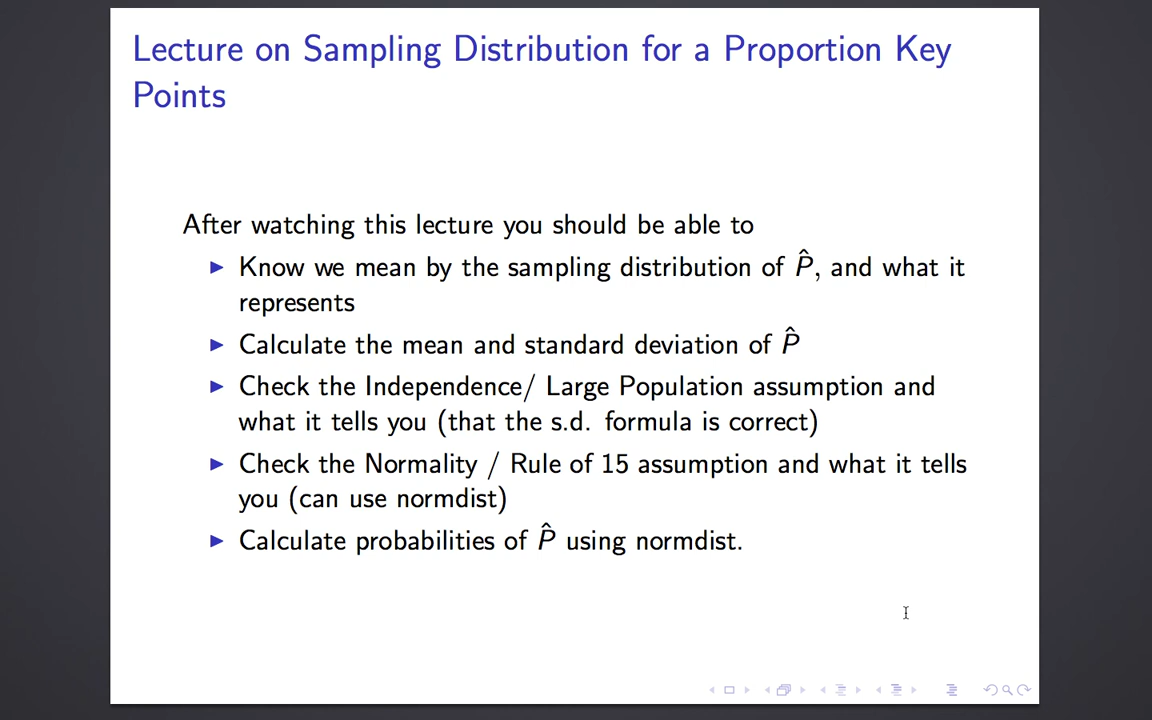 Lecture on Sampling Distribution for a Proportion Key
Points
After watching this lecture you should be able to
▶ Know we mean by the sampling distribution of P̂, and what it
represents
▶ Calculate the mean and standard deviation of P̂
▶ Check the Independence/ Large Population assumption and
what it tells you (that the s.d. formula is correct)
▶ Check the Normality / Rule of 15 assumption and what it tells
you (can use normdist)
▶ Calculate probabilities of P̂ using normdist.